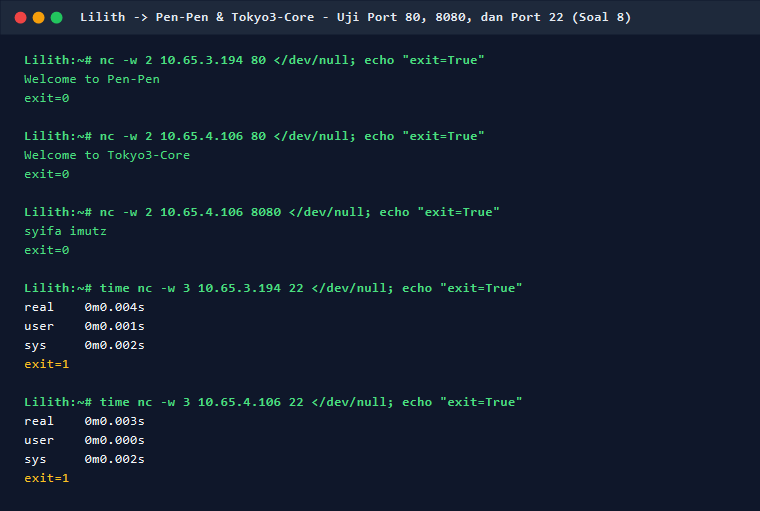 Lilith -> Pen-Pen & Tokyo3-Core - Uji Port 80, 8080, dan Port 22 (Soal 8)
Lilith:~# nc -w 2 10.65.3.194 80 </dev/null; echo "exit=True"
Welcome to Pen-Pen
exit=0
Lilith:~# nc -w 2 10.65.4.106 80 </dev/null; echo "exit=True"
Welcome to Tokyo3-Core
exit=0
Lilith:~# nc -w 2 10.65.4.106 8080 </dev/null; echo "exit=True"
syifa imutz
exit=0
Lilith:~# time nc -w 3 10.65.3.194 22 </dev/null; echo "exit=True"
real    0m0.004s
user    0m0.001s
sys     0m0.002s
exit=1
Lilith:~# time nc -w 3 10.65.4.106 22 </dev/null; echo "exit=True"
real    0m0.003s
user    0m0.000s
sys     0m0.002s
exit=1